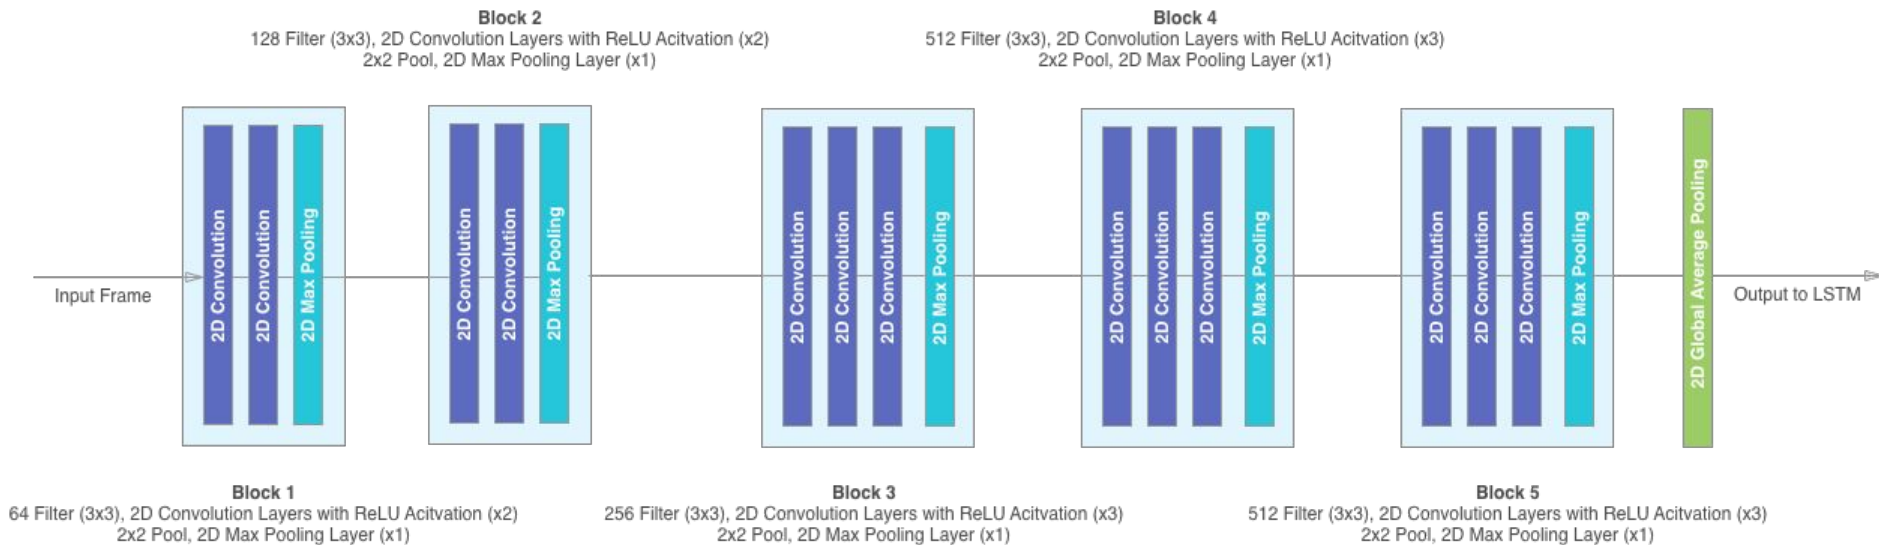 Block 2
128 Filter (3x3), 2D Convolution Layers with ReLU Acitvation (x2)
2x2 Pool, 2D Max Pooling Layer (x1)
Block 4
512 Filter (3x3), 2D Convolution Layers with ReLU Acitvation (x3)
2x2 Pool, 2D Max Pooling Layer (x1)
Input Frame
2D Convolution
2D Convolution
2D Max Pooling
2D Convolution
2D Convolution
2D Max Pooling
2D Convolution
2D Convolution
2D Convolution
2D Max Pooling
2D Convolution
2D Convolution
2D Convolution
2D Max Pooling
2D Convolution
2D Convolution
2D Convolution
2D Max Pooling
2D Global Average Pooling
Output to LSTM
Block 1
64 Filter (3x3), 2D Convolution Layers with ReLU Acitvation (x2)
2x2 Pool, 2D Max Pooling Layer (x1)
Block 3
256 Filter (3x3), 2D Convolution Layers with ReLU Acitvation (x3)
2x2 Pool, 2D Max Pooling Layer (x1)
Block 5
512 Filter (3x3), 2D Convolution Layers with ReLU Acitvation (x3)
2x2 Pool, 2D Max Pooling Layer (x1)